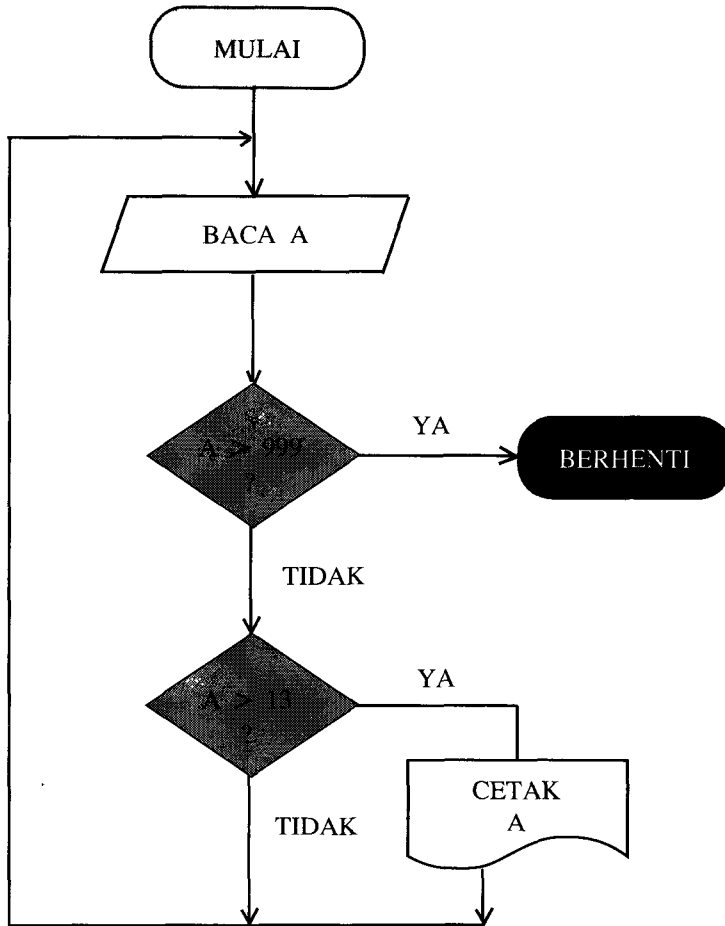 MULAI
BACA A
A > 999
?
YA
BERHENTI
TIDAK
A > 13
?
YA
CETAK
A
TIDAK